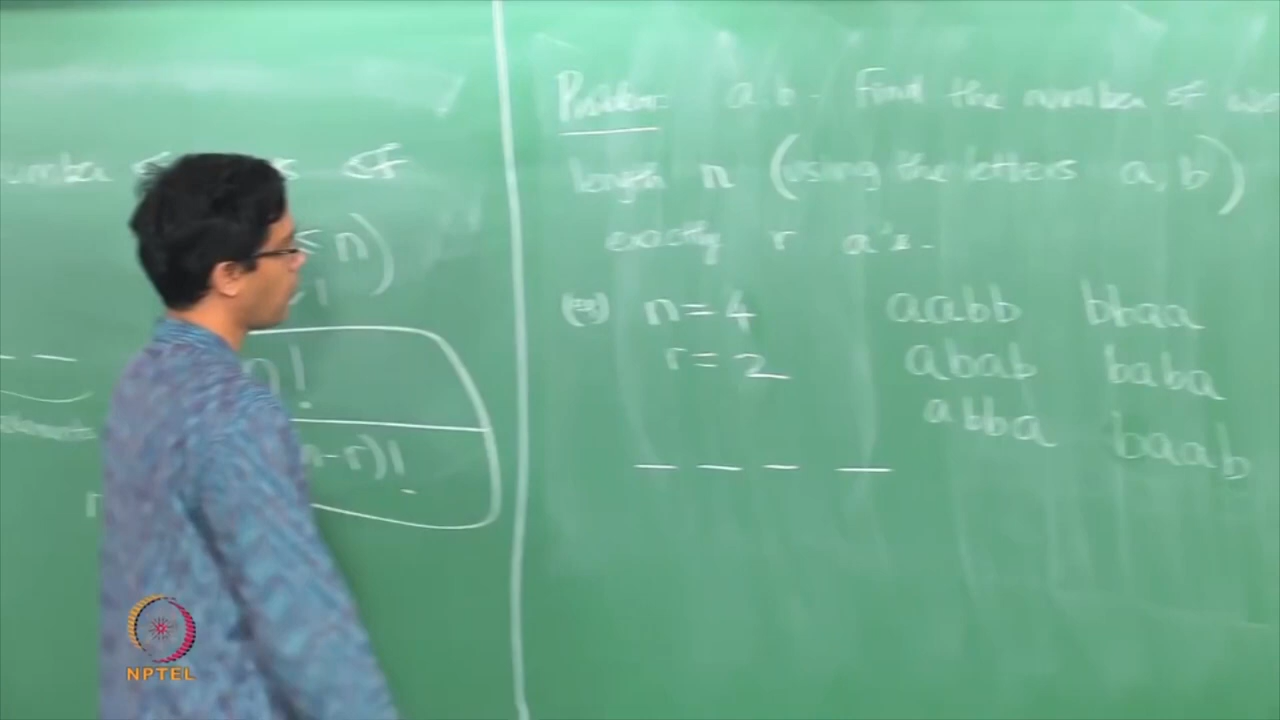 of
< n)
n!
n-r)!
Problem: a, b - Find the number of
length n (using the letters a, b)
exactly r a's.
(eg) n=4
r=2
aabb bbaa
abab baba
abba baab
NPTEL